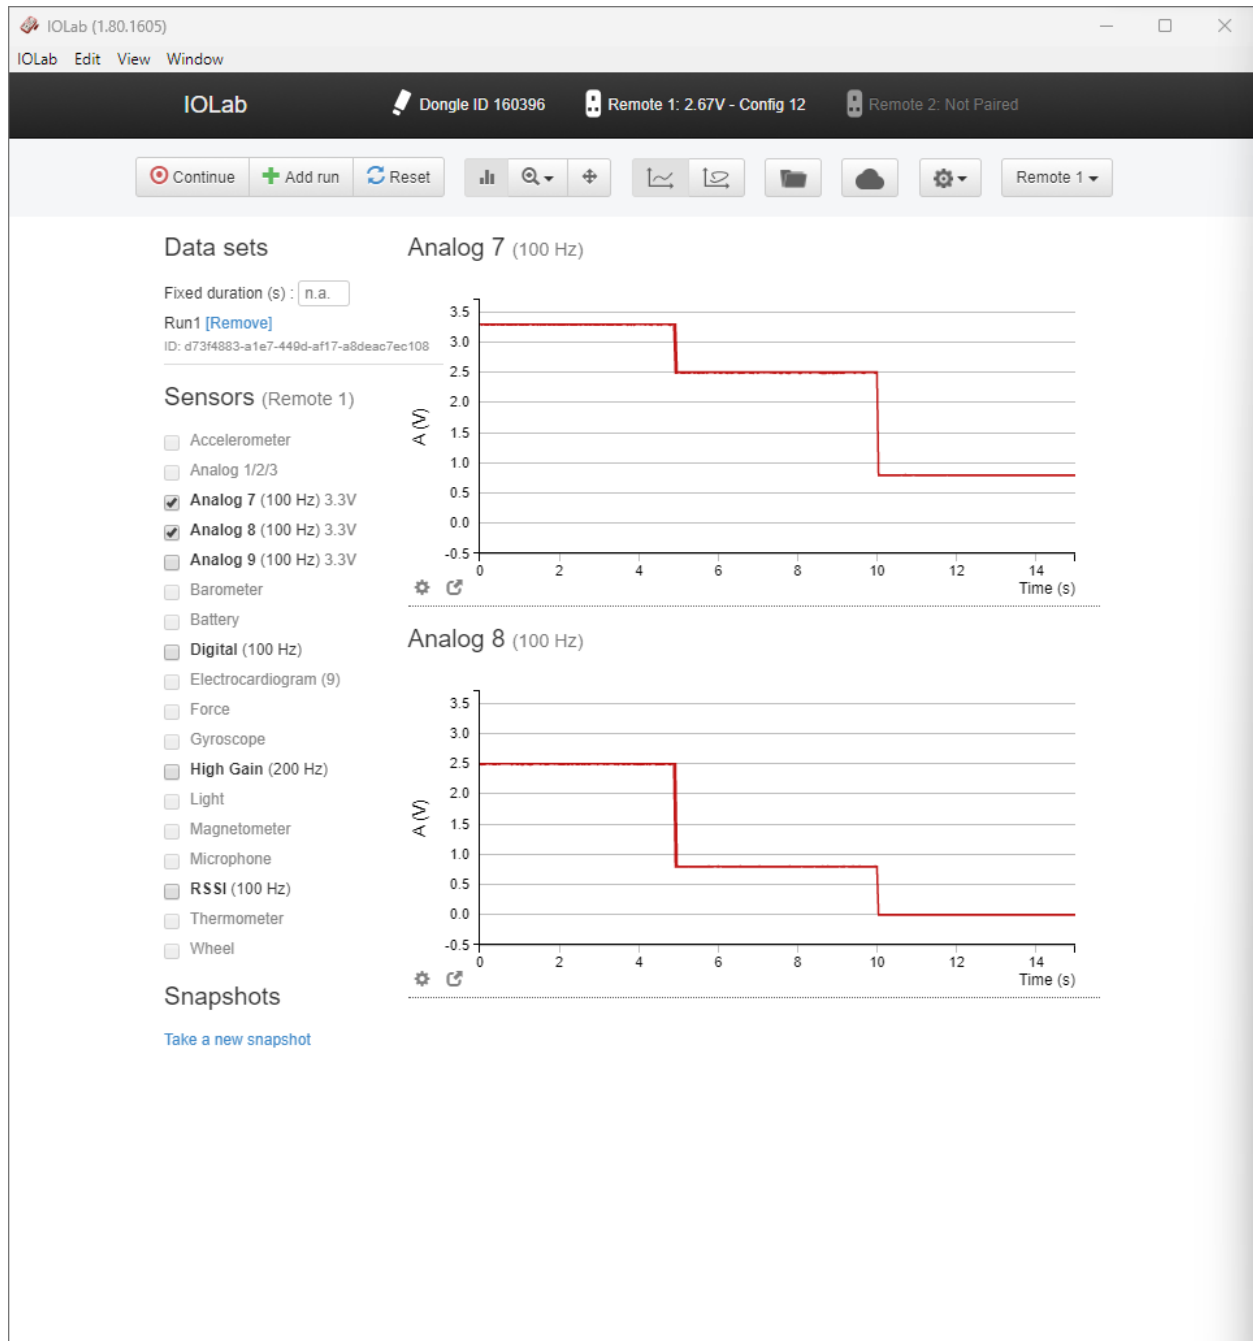 IOLab (1.80.1605)
IOLab Edit View Window
IOLab Dongle ID 160396 Remote 1: 2.67V - Config 12 Remote 2: Not Paired
Continue Add run Reset Remote 1
Data sets
Fixed duration (s) : n.a.
Run1 [Remove]
ID: d73f4883-a1e7-449d-af17-a8deac7ec108
Sensors (Remote 1)
Accelerometer
Analog 1/2/3
Analog 7 (100 Hz) 3.3V
Analog 8 (100 Hz) 3.3V
Analog 9 (100 Hz) 3.3V
Barometer
Battery
Digital (100 Hz)
Electrocardiogram (9)
Force
Gyroscope
High Gain (200 Hz)
Light
Magnetometer
Microphone
RSSI (100 Hz)
Thermometer
Wheel
Snapshots
Take a new snapshot
Analog 7 (100 Hz)
A (V)
3.5
3.0
2.5
2.0
1.5
1.0
0.5
0.0
-0.5
0 2 4 6 8 10 12 14
Time (s)
Analog 8 (100 Hz)
A (V)
3.5
3.0
2.5
2.0
1.5
1.0
0.5
0.0
-0.5
0 2 4 6 8 10 12 14
Time (s)